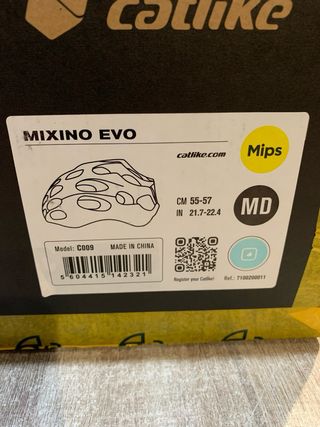 catlike
MIXINO EVO
catlike.com
Mips
CM 55-57
IN 21.7-22.4
MD
Model: C009
MADE IN CHINA
5 604415 142321
Register your Catlike!
Ref.: 7100200011